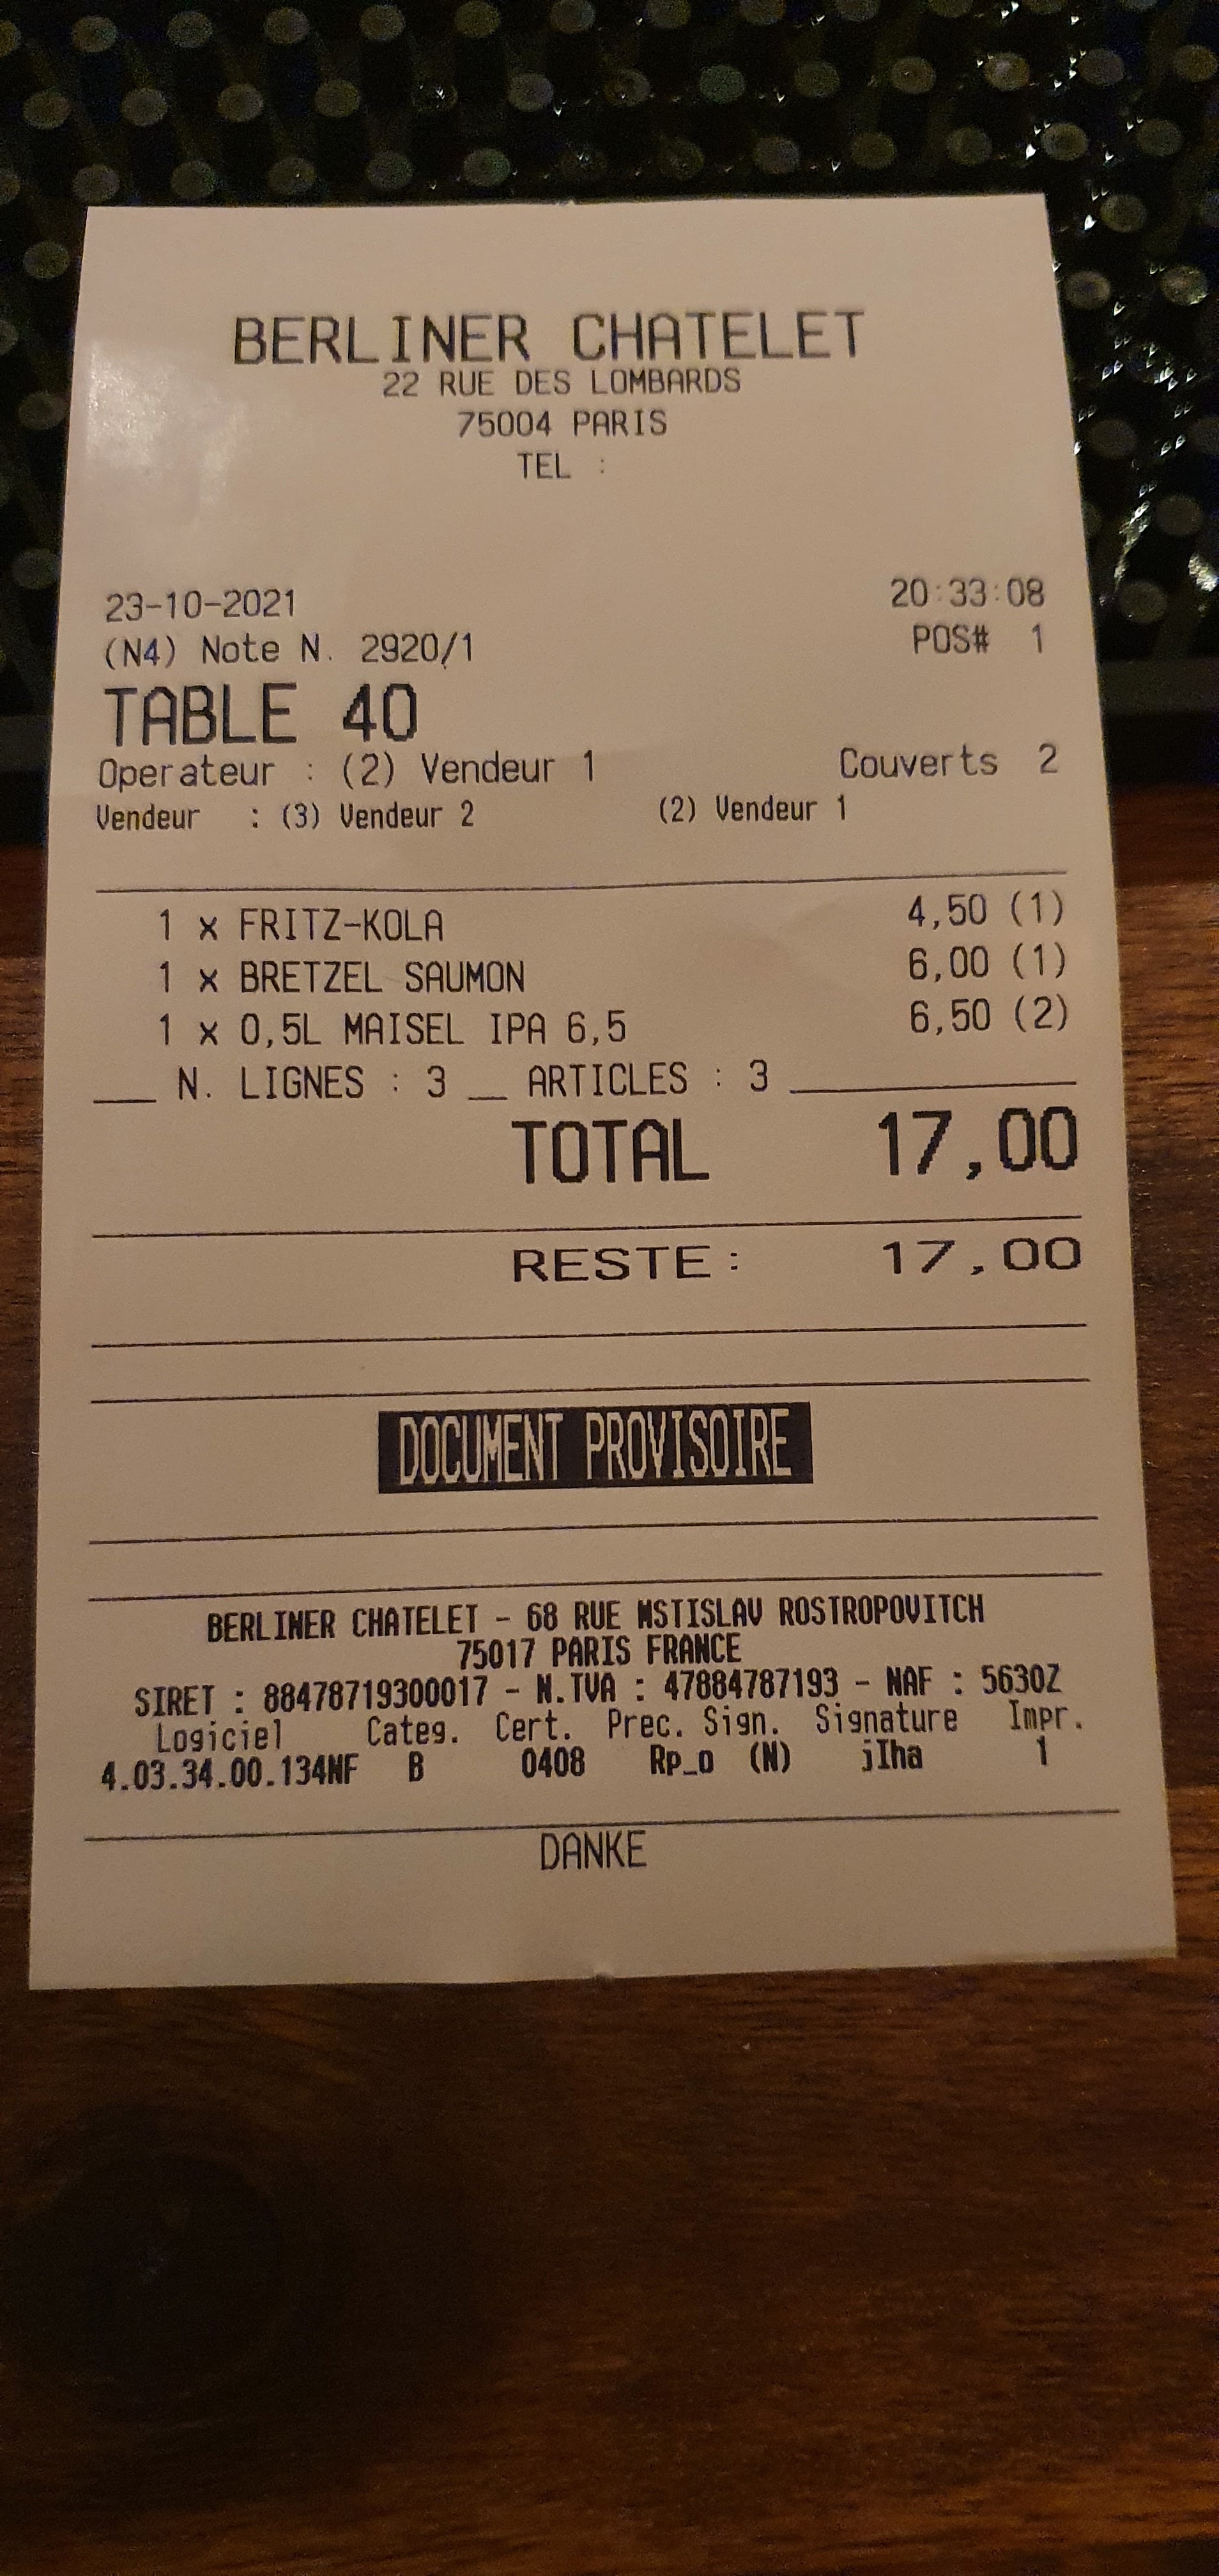 BERLINER CHATELET
22 RUE DES LOMBARDS
75004 PARIS
TEL :
23-10-2021 20:33:08
(N4) Note N. 2920/1 POS# 1
TABLE 40
Operateur : (2) Vendeur 1 Couverts 2
Vendeur : (3) Vendeur 2 (2) Vendeur 1
1 x FRITZ-KOLA 4,50 (1)
1 x BRETZEL SAUMON 6,00 (1)
1 x 0,5L MAISEL IPA 6,5 6,50 (2)
___ N. LIGNES : 3 __ ARTICLES : 3 ______________
TOTAL 17,00
RESTE: 17,00
DOCUMENT PROVISOIRE
BERLINER CHATELET - 68 RUE MSTISLAV ROSTROPOVITCH
75017 PARIS FRANCE
SIRET : 88478719300017 - N.TVA : 47884787193 - NAF : 5630Z
Logiciel Categ. Cert. Prec. Sign. Signature Impr.
4.03.34.00.134NF B 0408 Rp_o (N) jIha 1
DANKE